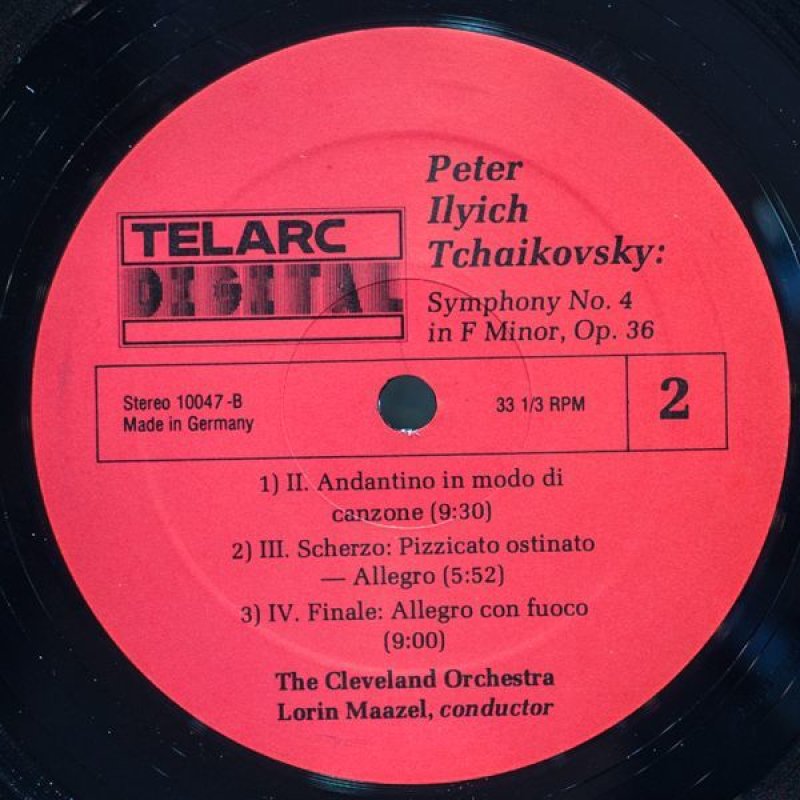 TELARC
DIGITAL
Peter
Ilyich
Tchaikovsky:
Symphony No. 4
in F Minor, Op. 36
Stereo 10047-B
Made in Germany
33 1/3 RPM
2
1) II. Andantino in modo di
canzone (9:30)
2) III. Scherzo: Pizzicato ostinato
— Allegro (5:52)
3) IV. Finale: Allegro con fuoco
(9:00)
The Cleveland Orchestra
Lorin Maazel, conductor